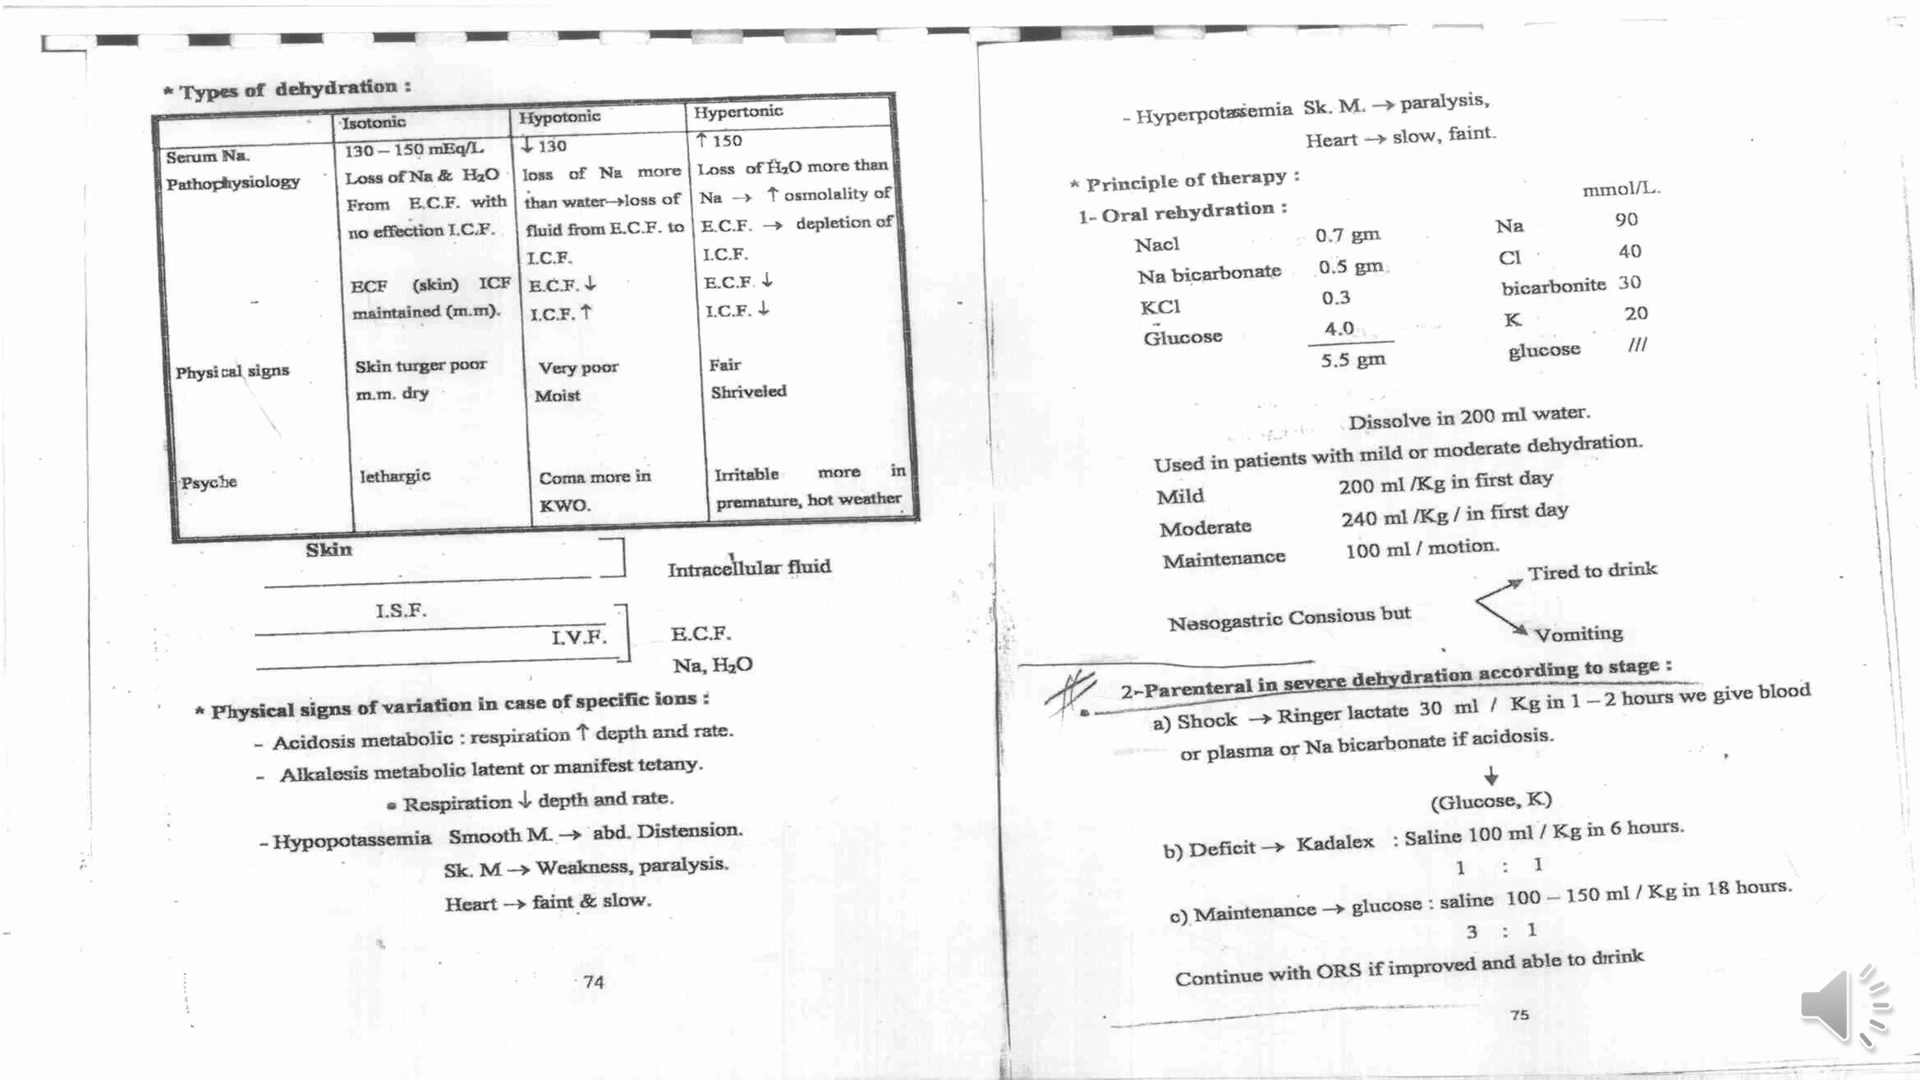 * Types of dehydration :
Isotonic Hypotonic Hypertonic
Serum Na. 130 – 150 mEq/L ↓ 130 ↑ 150
Pathophysiology Loss of Na & H₂O loss of Na more Loss of H₂O more than
From E.C.F. with than water→loss of Na → ↑ osmolality of
no effection I.C.F. fluid from E.C.F. to E.C.F. → depletion of
I.C.F. I.C.F.
ECF (skin) ICF E.C.F. ↓ E.C.F. ↓
maintained (m.m). I.C.F. ↑ I.C.F. ↓
Physical signs Skin turger poor Very poor Fair
m.m. dry Moist Shriveled
Psyche lethargic Coma more in Irritable more in
KWO. premature, hot weather
Skin
Intracellular fluid
I.S.F.
I.V.F. E.C.F.
Na, H₂O
* Physical signs of variation in case of specific ions :
- Acidosis metabolic : respiration ↑ depth and rate.
- Alkalosis metabolic latent or manifest tetany.
• Respiration ↓ depth and rate.
- Hypopotassemia Smooth M. → abd. Distension.
Sk. M → Weakness, paralysis.
Heart → faint & slow.
74
- Hyperpotassemia Sk. M. → paralysis,
Heart → slow, faint.
* Principle of therapy :
mmol/L.
1- Oral rehydration :
Nacl 0.7 gm Na 90
Na bicarbonate 0.5 gm Cl 40
KCl 0.3 bicarbonite 30
Glucose 4.0 K 20
5.5 gm glucose ///
Dissolve in 200 ml water.
Used in patients with mild or moderate dehydration.
Mild 200 ml /Kg in first day
Moderate 240 ml /Kg / in first day
Maintenance 100 ml / motion.
Tired to drink
Nasogastric Consious but
Vomiting
2-Parenteral in severe dehydration according to stage :
a) Shock → Ringer lactate 30 ml / Kg in 1 – 2 hours we give blood
or plasma or Na bicarbonate if acidosis.
↓
(Glucose, K)
b) Deficit → Kadalex : Saline 100 ml / Kg in 6 hours.
1 : 1
c) Maintenance → glucose : saline 100 – 150 ml / Kg in 18 hours.
3 : 1
Continue with ORS if improved and able to drink
75